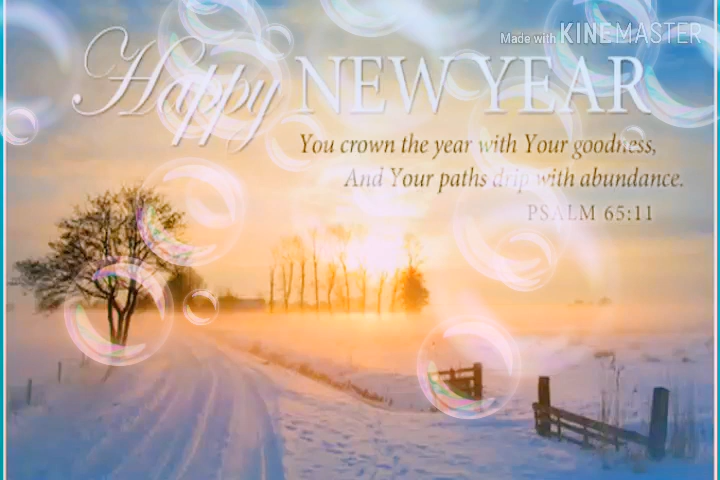 Made with KINEMASTER
Happy NEW YEAR
You crown the year with Your goodness,
And Your paths drip with abundance.
PSALM 65:11